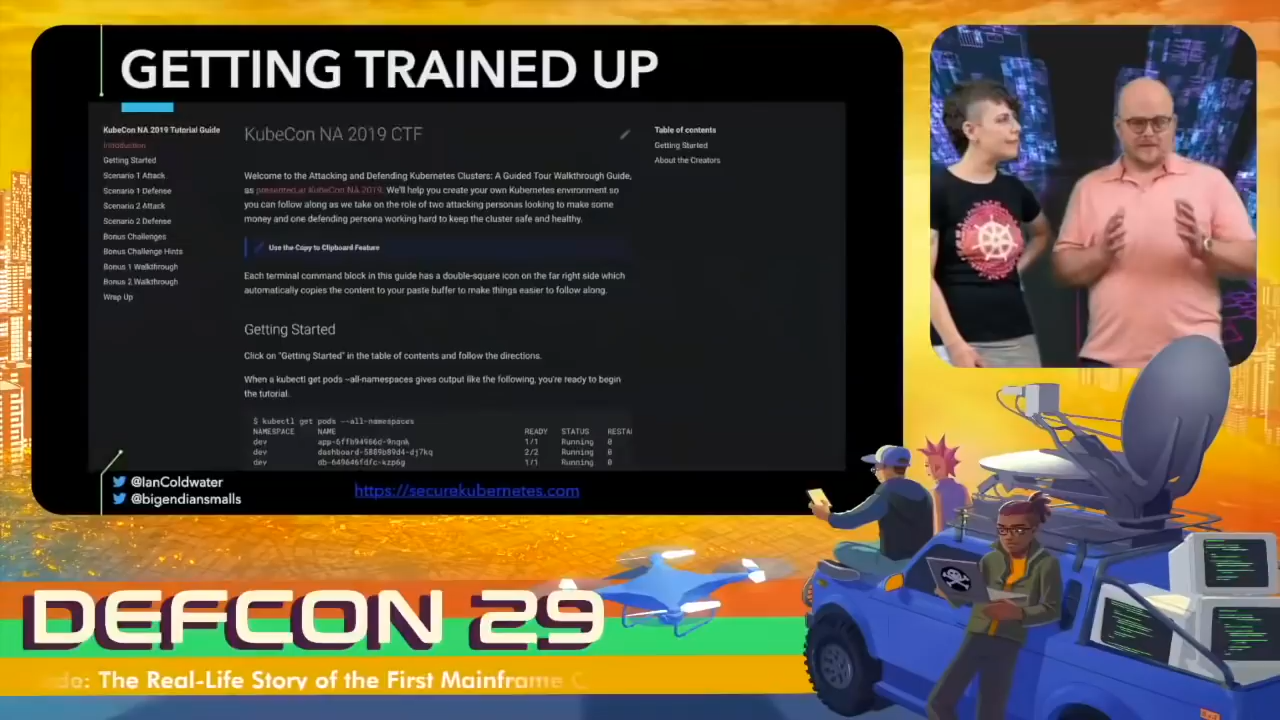 GETTING TRAINED UP
KubeCon NA 2019 Tutorial Guide
Introduction
Getting Started
Scenario 1 Attack
Scenario 1 Defense
Scenario 2 Attack
Scenario 2 Defense
Bonus Challenges
Bonus Challenge Hints
Bonus 1 Walkthrough
Bonus 2 Walkthrough
Wrap Up
KubeCon NA 2019 CTF
Welcome to the Attacking and Defending Kubernetes Clusters: A Guided Tour Walkthrough Guide,
as presented at KubeCon NA 2019. We'll help you create your own Kubernetes environment so
you can follow along as we take on the role of two attacking personas looking to make some
money and one defending persona working hard to keep the cluster safe and healthy.
Use the Copy to Clipboard Feature
Each terminal command block in this guide has a double-square icon on the far right side which
automatically copies the content to your paste buffer to make things easier to follow along.
Getting Started
Click on "Getting Started" in the table of contents and follow the directions.
When a kubectl get pods --all-namespaces gives output like the following, you're ready to begin
the tutorial.
$ kubectl get pods --all-namespaces
NAMESPACE NAME READY STATUS RESTA
dev app-6ffb94966d-9nqnk 1/1 Running 0
dev dashboard-5889b89d4-dj7kq 2/2 Running 0
dev db-649646fdfc-kzp6g 1/1 Running 0
Table of contents
Getting Started
About the Creators
@IanColdwater
@bigendiansmalls
https://securekubernetes.com
DEFCON 29
do: The Real-Life Story of the First Mainframe C